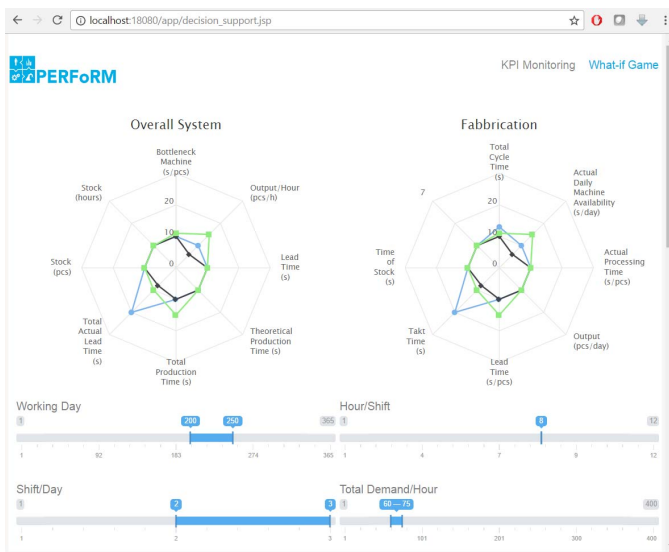 localhost:18080/app/decision_support.jsp
PERFoRM
KPI Monitoring What-if Game
Overall System
Bottleneck
Machine
(s/pcs)
Output/Hour
(pcs/h)
Lead
Time
(s)
Theoretical
Production
Time (s)
Total
Production
Time (s)
Total
Actual
Lead
Time
(s)
Stock
(pcs)
Stock
(hours)
20
10
0
Fabbrication
Total
Cycle
Time
(s)
Actual
Daily
Machine
Availability
(s/day)
Actual
Processing
Time
(s/pcs)
Output
(pcs/day)
Lead
Time
(s/pcs)
Takt
Time
(s)
Time
of
Stock
(s)
7
20
10
0
Working Day
1 200 250 365
1 92 183 274 365
Hour/Shift
1 8 12
1 4 7 9 12
Shift/Day
1 2 3
1 2 3
Total Demand/Hour
1 60 — 75 400
1 101 201 300 400